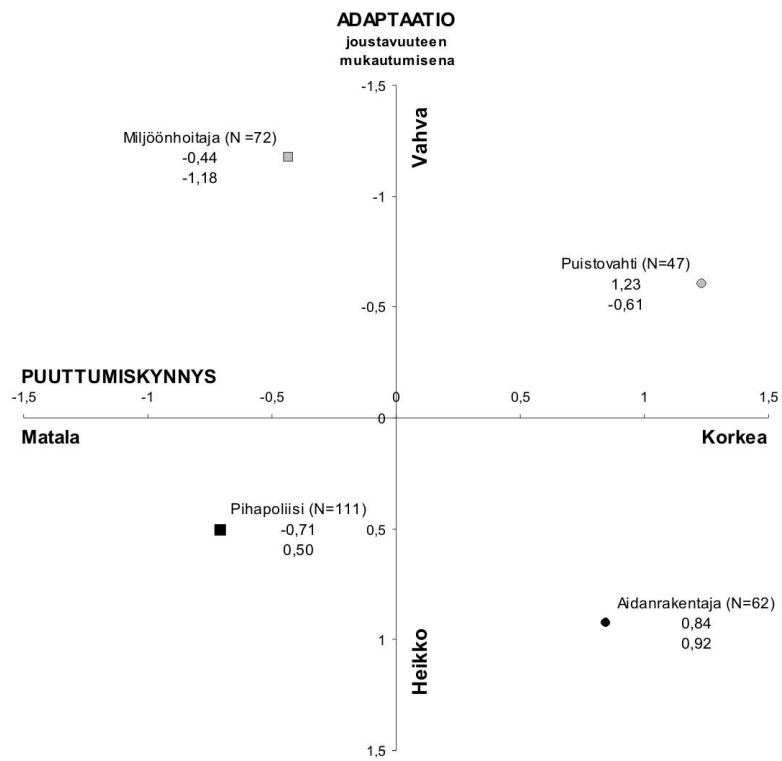 ADAPTAATIO
joustavuuteen
mukautumisena
-1,5
Vahva
Miljöönhoitaja (N =72)
-0,44
-1,18
-1
Puistovahti (N=47)
1,23
-0,61
-0,5
PUUTTUMISKYNNYS
-1,5 -1 -0,5 0 0,5 1 1,5
0
Matala Korkea
Pihapoliisi (N=111)
-0,71
0,50
0,5
Aidanrakentaja (N=62)
0,84
0,92
1
Heikko
1,5